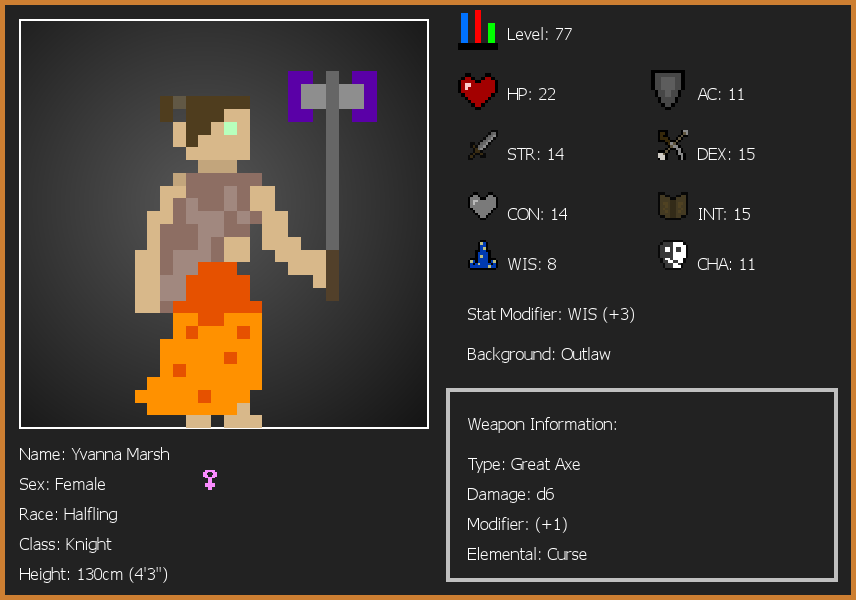 Level: 77
HP: 22
AC: 11
STR: 14
DEX: 15
CON: 14
INT: 15
WIS: 8
CHA: 11
Stat Modifier: WIS (+3)
Background: Outlaw
Weapon Information:
Type: Great Axe
Damage: d6
Modifier: (+1)
Elemental: Curse
Name: Yvanna Marsh
Sex: Female
Race: Halfling
Class: Knight
Height: 130cm (4'3")